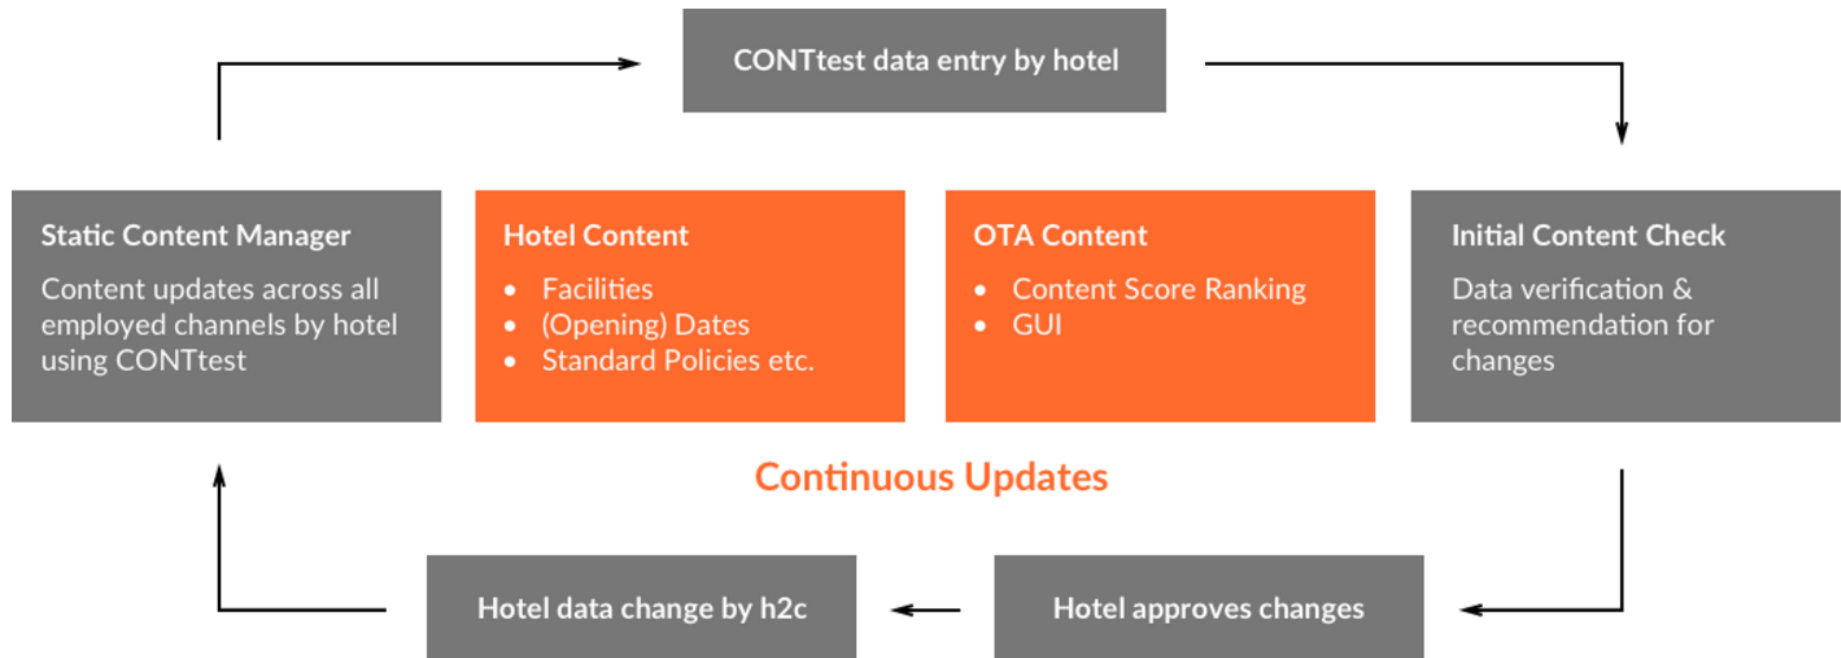 CONTtest data entry by hotel
Static Content Manager
Content updates across all
employed channels by hotel
using CONTtest
Hotel Content
• Facilities
• (Opening) Dates
• Standard Policies etc.
OTA Content
• Content Score Ranking
• GUI
Initial Content Check
Data verification &
recommendation for
changes
Continuous Updates
Hotel data change by h2c
Hotel approves changes